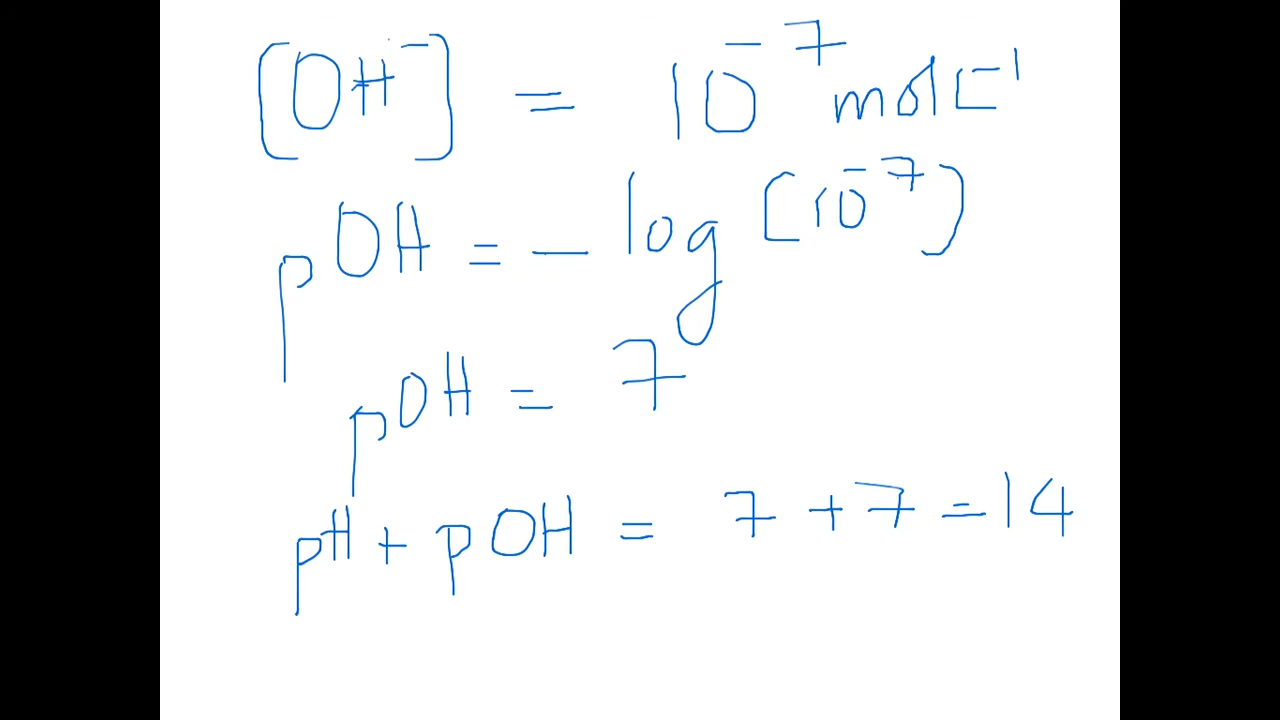 [OH⁻] = 10⁻⁷ mol L⁻¹
pOH = - log (10⁻⁷)
pOH = 7
pH + pOH = 7 + 7 = 14